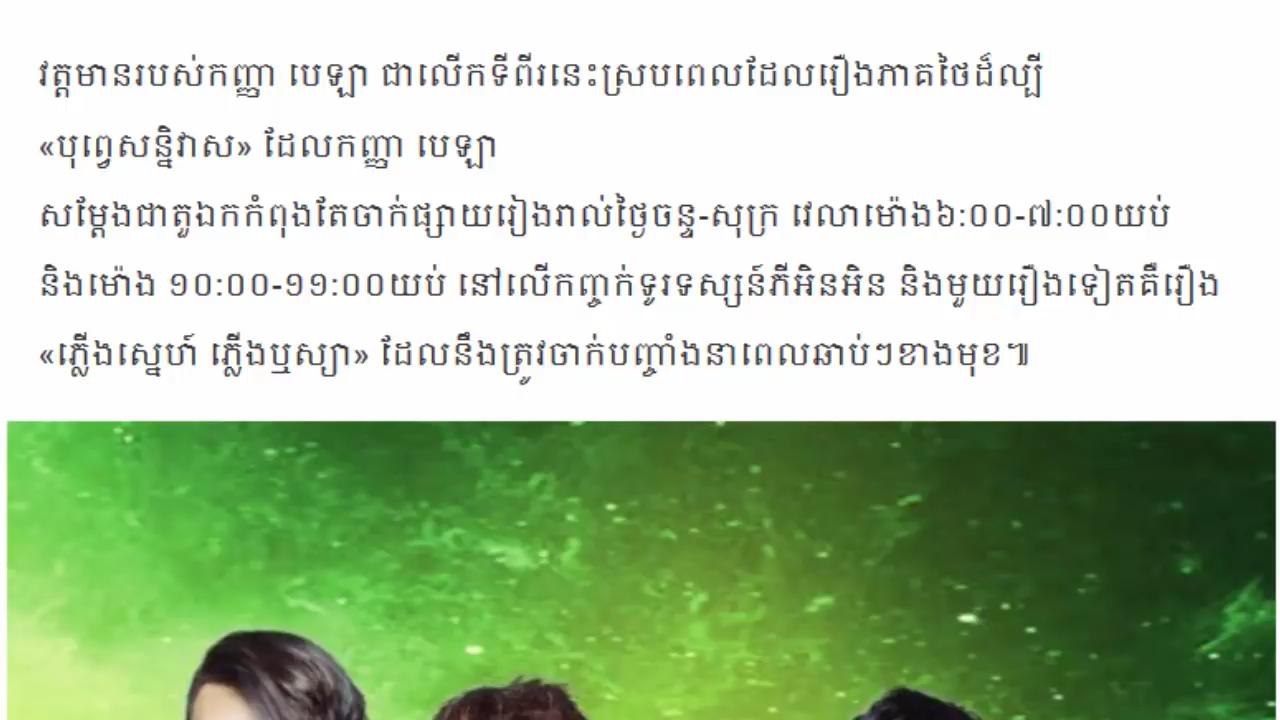 វត្តមានរបស់កញ្ញា បេឡា ជាលើកទីពីរនេះស្របពេលដែលរឿងភាគថៃដ៏ល្បី
«បុព្វេសន្និវាស» ដែលកញ្ញា បេឡា
សម្តែងជាតួឯកកំពុងតែចាក់ផ្សាយរៀងរាល់ថ្ងៃចន្ទ-សុក្រ វេលាម៉ោង៦:០០-៧:០០យប់
និងម៉ោង ១០:០០-១១:០០យប់ នៅលើកញ្ចក់ទូរទស្សន៍ភីអិនអិន និងមួយរឿងទៀតគឺរឿង
«ភ្លើងស្នេហ៍ ភ្លើងឬស្យា» ដែលនឹងត្រូវចាក់បញ្ចាំងនាពេលឆាប់ៗខាងមុខ៕